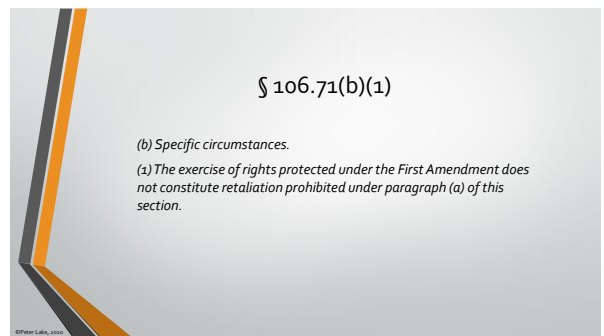 § 106.71(b)(1)
(b) Specific circumstances.
(1) The exercise of rights protected under the First Amendment does
not constitute retaliation prohibited under paragraph (a) of this
section.
©Peter Lake, 2020